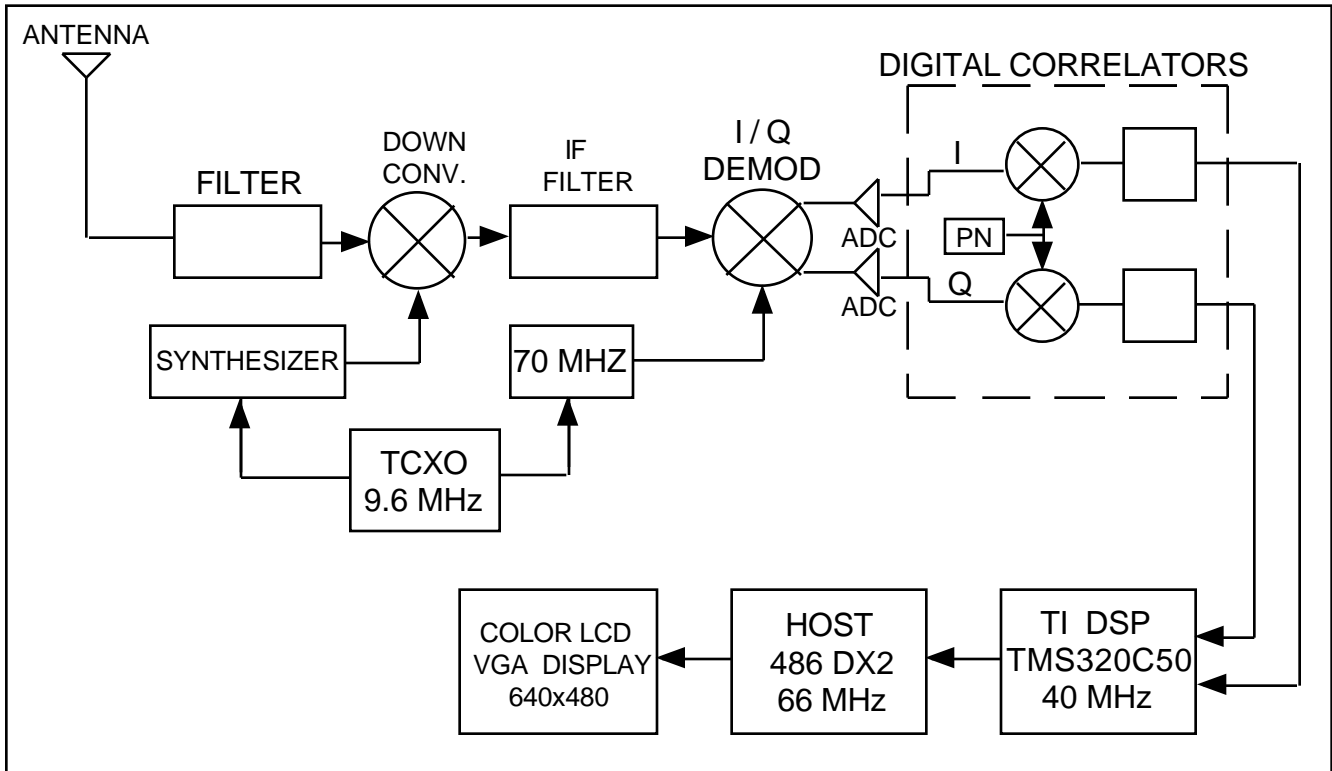 ANTENNA
DIGITAL CORRELATORS
DOWN
CONV.
IF
FILTER
I / Q
DEMOD
FILTER
I
ADC
PN
Q
ADC
SYNTHESIZER
70 MHZ
TCXO
9.6 MHz
COLOR LCD
VGA DISPLAY
640x480
HOST
486 DX2
66 MHz
TI DSP
TMS320C50
40 MHz